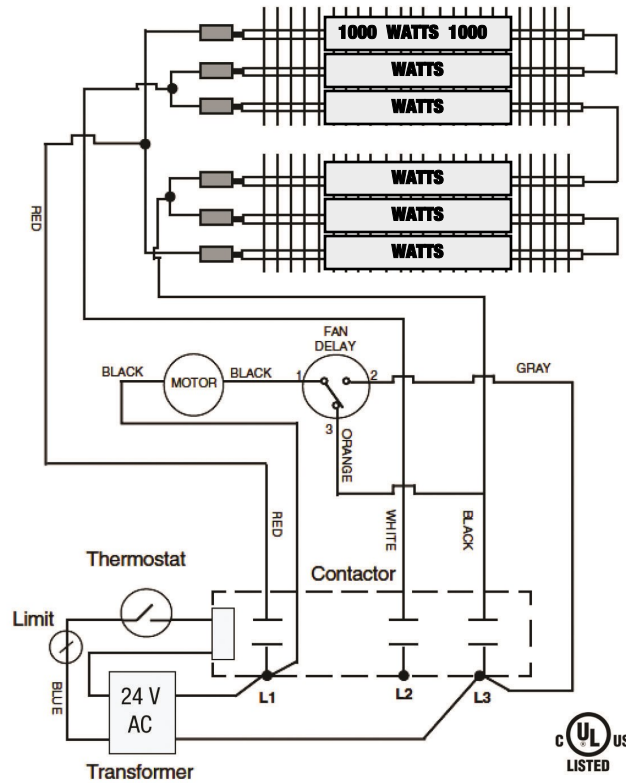 1000 WATTS 1000
WATTS
WATTS
WATTS
WATTS
WATTS
RED
FAN
DELAY
BLACK
MOTOR
BLACK
1
2
3
GRAY
ORANGE
RED
WHITE
BLACK
Thermostat
Contactor
Limit
BLUE
24 V
AC
L1
L2
L3
Transformer
C UL US
LISTED